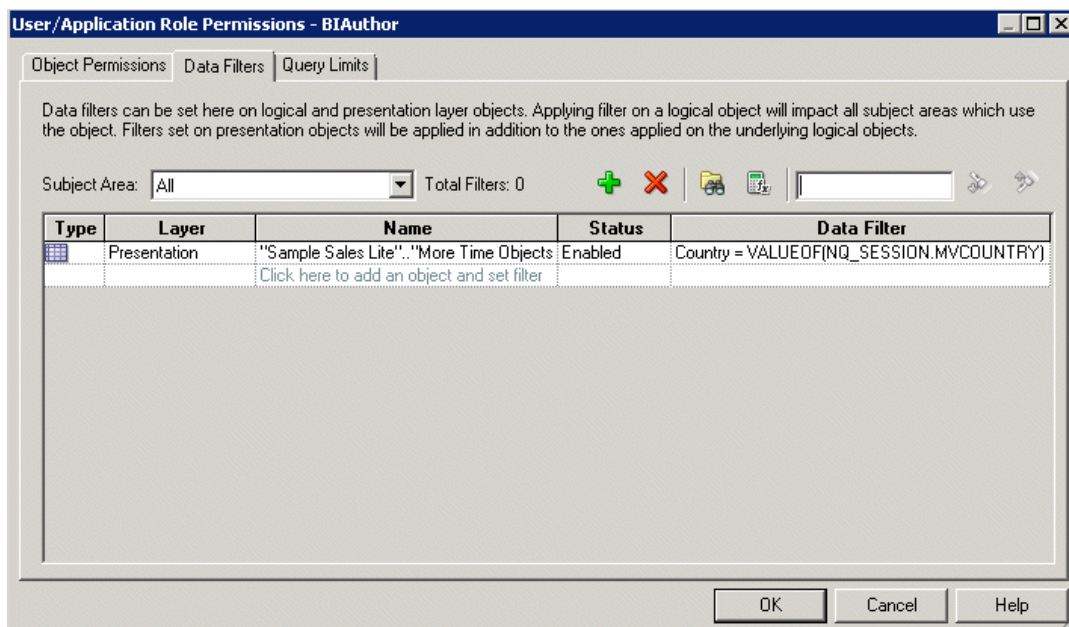 User/Application Role Permissions - BIAuthor
Object Permissions Data Filters Query Limits
Data filters can be set here on logical and presentation layer objects. Applying filter on a logical object will impact all subject areas which use
the object. Filters set on presentation objects will be applied in addition to the ones applied on the underlying logical objects.
Subject Area: All Total Filters: 0
Type Layer Name Status Data Filter
Presentation "Sample Sales Lite".."More Time Objects Enabled Country = VALUEOF(NQ_SESSION.MVCOUNTRY)
Click here to add an object and set filter
OK Cancel Help